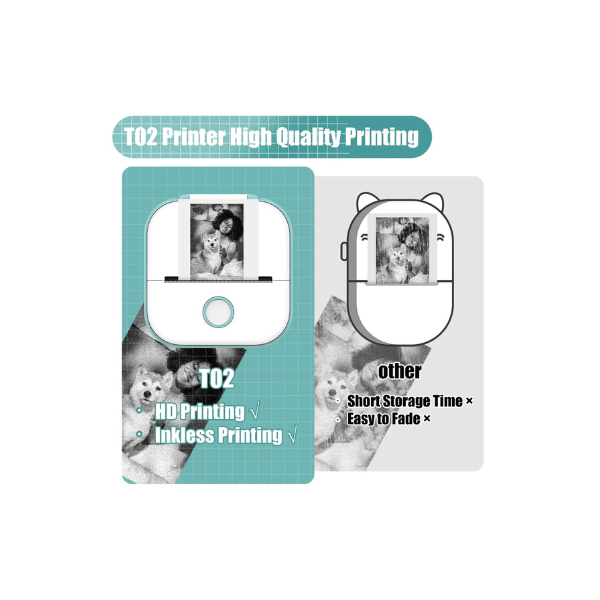 T02 Printer High Quality Printing
T02
HD Printing √
Inkless Printing √
other
Short Storage Time ×
Easy to Fade ×